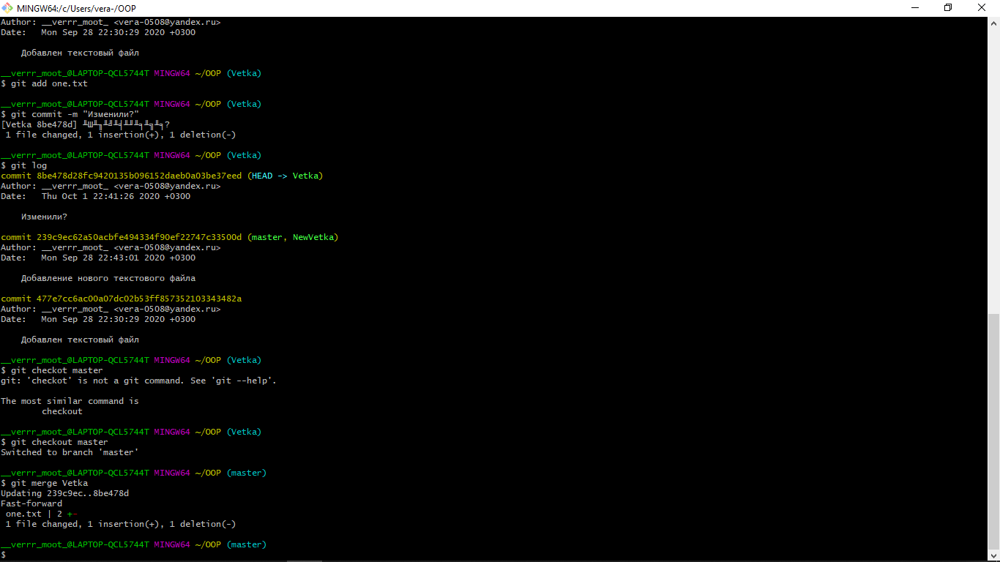 MINGW64:/c/Users/vera-/OOP
Author: __verrr_moot_ <vera-0508@yandex.ru>
Date:   Mon Sep 28 22:30:29 2020 +0300
Добавлен текстовый файл
__verrr_moot_@LAPTOP-QCL5744T MINGW64 ~/OOP (Vetka)
$ git add one.txt
__verrr_moot_@LAPTOP-QCL5744T MINGW64 ~/OOP (Vetka)
$ git commit -m "Изменили?"
[Vetka 8be478d] ?
1 file changed, 1 insertion(+), 1 deletion(-)
__verrr_moot_@LAPTOP-QCL5744T MINGW64 ~/OOP (Vetka)
$ git log
commit 8be478d28fc9420135b096152daeb0a03be37eed (HEAD -> Vetka)
Author: __verrr_moot_ <vera-0508@yandex.ru>
Date:   Thu Oct 1 22:41:26 2020 +0300
Изменили?
commit 239c9ec62a50acbfe494334f90ef22747c33500d (master, NewVetka)
Author: __verrr_moot_ <vera-0508@yandex.ru>
Date:   Mon Sep 28 22:43:01 2020 +0300
Добавление нового текстового файла
commit 477e7cc6ac00a07dc02b53ff857352103343482a
Author: __verrr_moot_ <vera-0508@yandex.ru>
Date:   Mon Sep 28 22:30:29 2020 +0300
Добавлен текстовый файл
__verrr_moot_@LAPTOP-QCL5744T MINGW64 ~/OOP (Vetka)
$ git checkot master
git: 'checkot' is not a git command. See 'git --help'.
The most similar command is
checkout
__verrr_moot_@LAPTOP-QCL5744T MINGW64 ~/OOP (Vetka)
$ git checkout master
Switched to branch 'master'
__verrr_moot_@LAPTOP-QCL5744T MINGW64 ~/OOP (master)
$ git merge Vetka
Updating 239c9ec..8be478d
Fast-forward
one.txt | 2 +-
1 file changed, 1 insertion(+), 1 deletion(-)
__verrr_moot_@LAPTOP-QCL5744T MINGW64 ~/OOP (master)
$